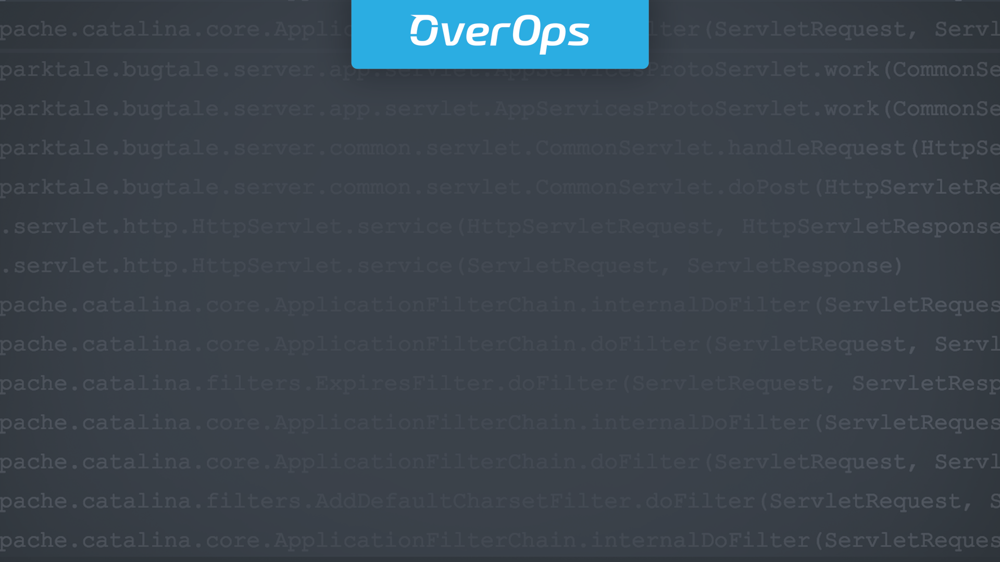 OverOps
pache.catalina.core.Applic lter(ServletRequest, Servl
parktale.bugtale.server.app.servlet.AppServicesProtoServlet.work(CommonSe
parktale.bugtale.server.app.servlet.AppServicesProtoServlet.work(CommonSe
parktale.bugtale.server.common.servlet.CommonServlet.handleRequest(HttpSe
parktale.bugtale.server.common.servlet.CommonServlet.doPost(HttpServletRe
.servlet.http.HttpServlet.service(HttpServletRequest, HttpServletResponse
.servlet.http.HttpServlet.service(ServletRequest, ServletResponse)
pache.catalina.core.ApplicationFilterChain.internalDoFilter(ServletReques
pache.catalina.core.ApplicationFilterChain.doFilter(ServletRequest, Servl
pache.catalina.filters.ExpiresFilter.doFilter(ServletRequest, ServletResp
pache.catalina.core.ApplicationFilterChain.internalDoFilter(ServletReques
pache.catalina.core.ApplicationFilterChain.doFilter(ServletRequest, Servl
pache.catalina.filters.AddDefaultCharsetFilter.doFilter(ServletRequest, S
pache.catalina.core.ApplicationFilterChain.internalDoFilter(ServletReques